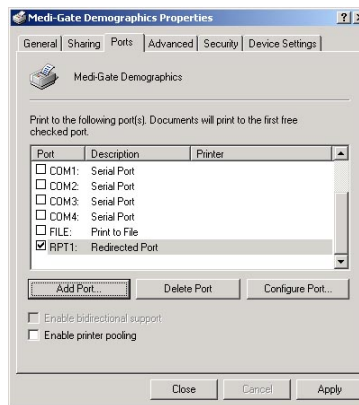 Medi-Gate Demographics Properties
General Sharing Ports Advanced Security Device Settings
Medi-Gate Demographics
Print to the following port(s). Documents will print to the first free
checked port.
Port Description Printer
COM1: Serial Port
COM2: Serial Port
COM3: Serial Port
COM4: Serial Port
FILE: Print to File
RPT1: Redirected Port
Add Port... Delete Port Configure Port...
Enable bidirectional support
Enable printer pooling
Close Cancel Apply